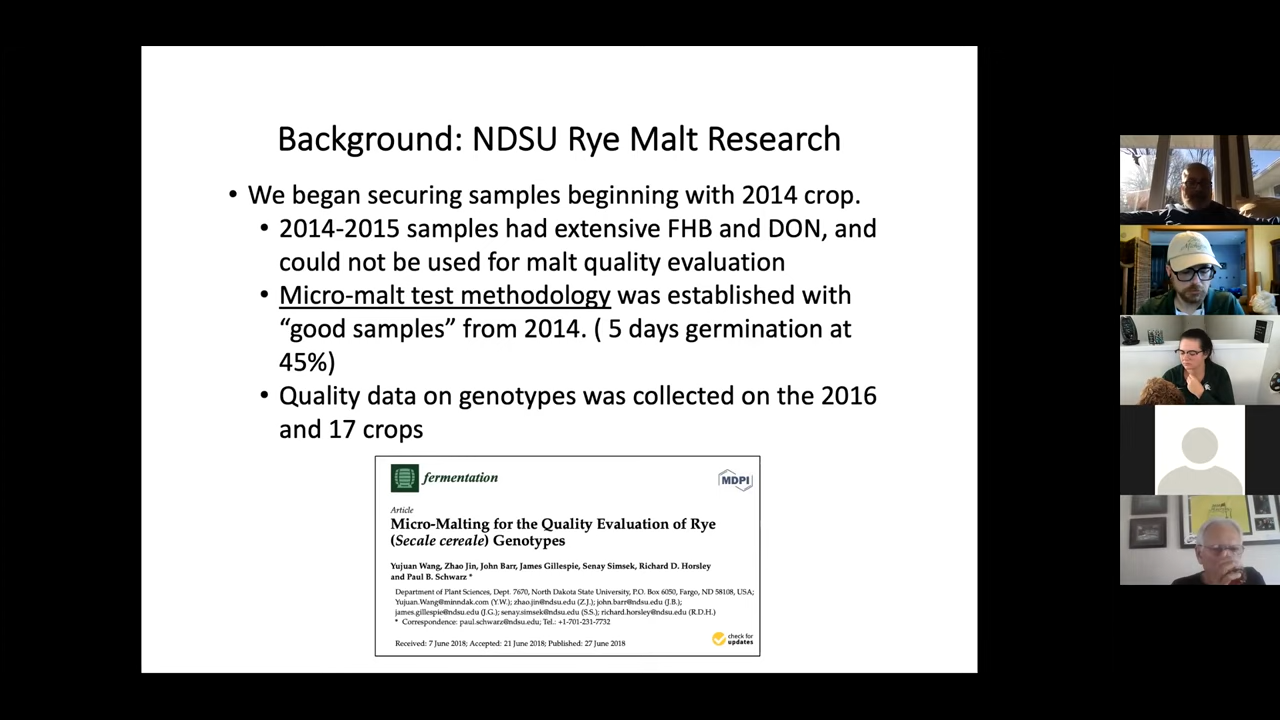 Background: NDSU Rye Malt Research
• We began securing samples beginning with 2014 crop.
• 2014-2015 samples had extensive FHB and DON, and
could not be used for malt quality evaluation
• Micro-malt test methodology was established with
“good samples” from 2014. ( 5 days germination at
45%)
• Quality data on genotypes was collected on the 2016
and 17 crops
fermentation
MDPI
Article
Micro-Malting for the Quality Evaluation of Rye
(Secale cereale) Genotypes
Yujuan Wang, Zhao Jin, John Barr, James Gillespie, Senay Simsek, Richard D. Horsley
and Paul B. Schwarz *
Department of Plant Sciences, Dept. 7670, North Dakota State University, P.O. Box 6050, Fargo, ND 58108, USA;
Yujuan.Wang@minndak.com (Y.W.); zhao.jin@ndsu.edu (Z.J.); john.barr@ndsu.edu (J.B.);
james.gillespie@ndsu.edu (J.G.); senay.simsek@ndsu.edu (S.S.); richard.horsley@ndsu.edu (R.D.H.)
* Correspondence: paul.schwarz@ndsu.edu; Tel.: +1-701-231-7732
Received: 7 June 2018; Accepted: 21 June 2018; Published: 27 June 2018
check for
updates